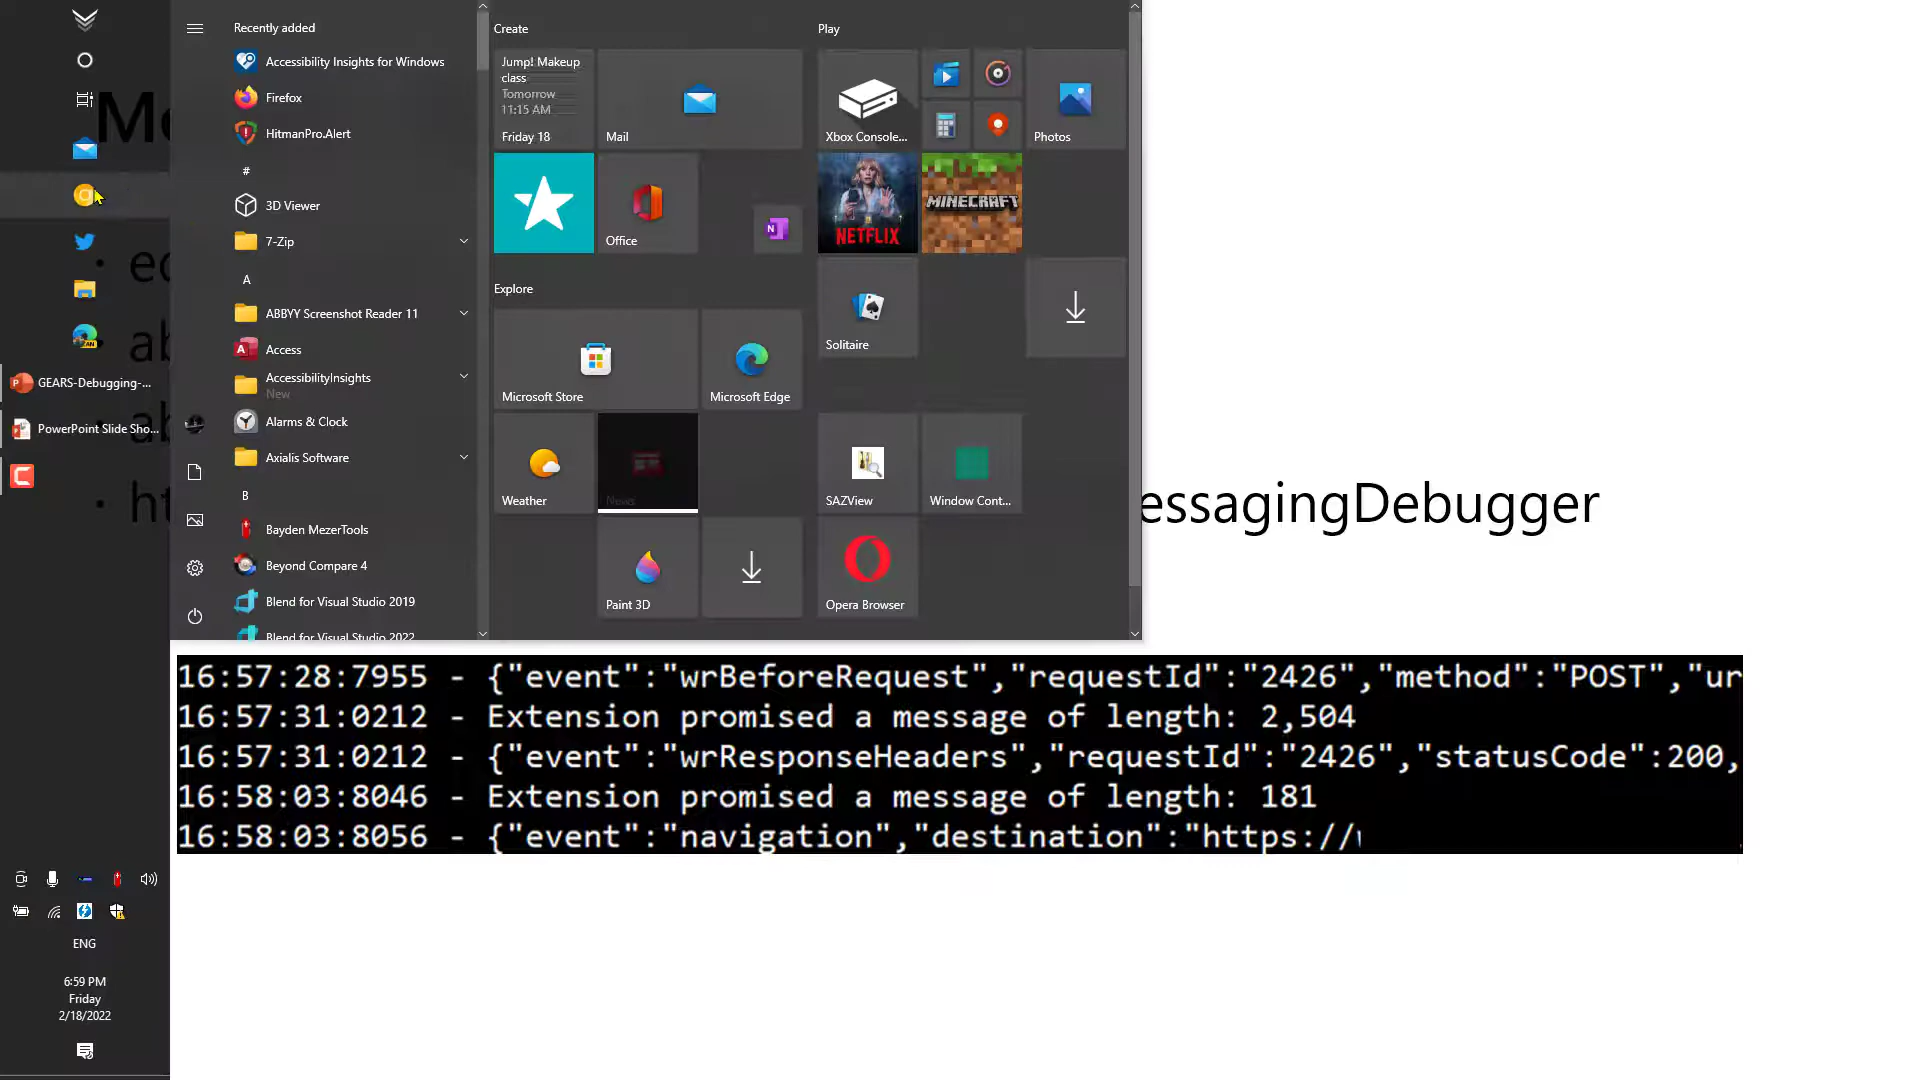 Me
ec
ab
ab
ht
essagingDebugger
GEARS-Debugging-...
PowerPoint Slide Sho...
ENG
6:59 PM
Friday
2/18/2022
Recently added
Accessibility Insights for Windows
Firefox
HitmanPro.Alert
#
3D Viewer
7-Zip
A
ABBYY Screenshot Reader 11
Access
AccessibilityInsights
New
Alarms & Clock
Axialis Software
B
Bayden MezerTools
Beyond Compare 4
Blend for Visual Studio 2019
Blend for Visual Studio 2022
Create
Jump! Makeup
class
Tomorrow
11:15 AM
Friday 18
Mail
Office
Explore
Microsoft Store
Microsoft Edge
Weather
News
Paint 3D
Play
Xbox Console...
Photos
NETFLIX
MINECRAFT
Solitaire
SAZView
Window Cont...
Opera Browser
16:57:28:7955 - {"event":"wrBeforeRequest","requestId":"2426","method":"POST","ur
16:57:31:0212 - Extension promised a message of length: 2,504
16:57:31:0212 - {"event":"wrResponseHeaders","requestId":"2426","statusCode":200,
16:58:03:8046 - Extension promised a message of length: 181
16:58:03:8056 - {"event":"navigation","destination":"https://